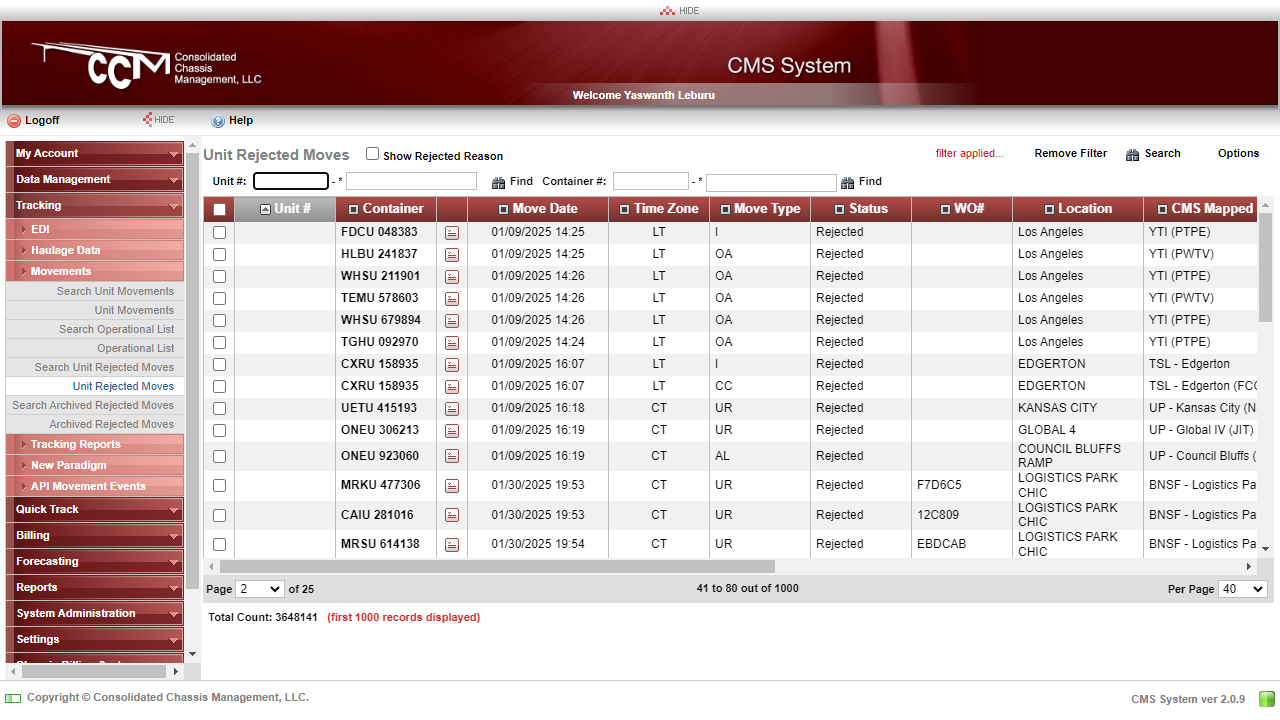 HIDE
CCM Consolidated
Chassis
Management, LLC
CMS System
Welcome Yaswanth Leburu
Logoff HIDE Help
My Account
Data Management
Tracking
EDI
Haulage Data
Movements
Search Unit Movements
Unit Movements
Search Operational List
Operational List
Search Unit Rejected Moves
Unit Rejected Moves
Search Archived Rejected Moves
Archived Rejected Moves
Tracking Reports
New Paradigm
API Movement Events
Quick Track
Billing
Forecasting
Reports
System Administration
Settings
Unit Rejected Moves Show Rejected Reason filter applied... Remove Filter Search Options
Unit #: - * Find Container #: - * Find
Unit # Container Move Date Time Zone Move Type Status WO# Location CMS Mapped
FDCU 048383 01/09/2025 14:25 LT I Rejected Los Angeles YTI (PTPE)
HLBU 241837 01/09/2025 14:25 LT OA Rejected Los Angeles YTI (PWTV)
WHSU 211901 01/09/2025 14:26 LT OA Rejected Los Angeles YTI (PTPE)
TEMU 578603 01/09/2025 14:26 LT OA Rejected Los Angeles YTI (PWTV)
WHSU 679894 01/09/2025 14:26 LT OA Rejected Los Angeles YTI (PTPE)
TGHU 092970 01/09/2025 14:24 LT OA Rejected Los Angeles YTI (PTPE)
CXRU 158935 01/09/2025 16:07 LT I Rejected EDGERTON TSL - Edgerton
CXRU 158935 01/09/2025 16:07 LT CC Rejected EDGERTON TSL - Edgerton (FCC
UETU 415193 01/09/2025 16:18 CT UR Rejected KANSAS CITY UP - Kansas City (N
ONEU 306213 01/09/2025 16:19 CT UR Rejected GLOBAL 4 UP - Global IV (JIT)
ONEU 923060 01/09/2025 16:19 CT AL Rejected COUNCIL BLUFFS RAMP UP - Council Bluffs (
MRKU 477306 01/30/2025 19:53 CT UR Rejected F7D6C5 LOGISTICS PARK CHIC BNSF - Logistics Pa
CAIU 281016 01/30/2025 19:53 CT UR Rejected 12C809 LOGISTICS PARK CHIC BNSF - Logistics Pa
MRSU 614138 01/30/2025 19:54 CT UR Rejected EBDCAB LOGISTICS PARK CHIC BNSF - Logistics Pa
Page 2 of 25 41 to 80 out of 1000 Per Page 40
Total Count: 3648141 (first 1000 records displayed)
Copyright © Consolidated Chassis Management, LLC. CMS System ver 2.0.9